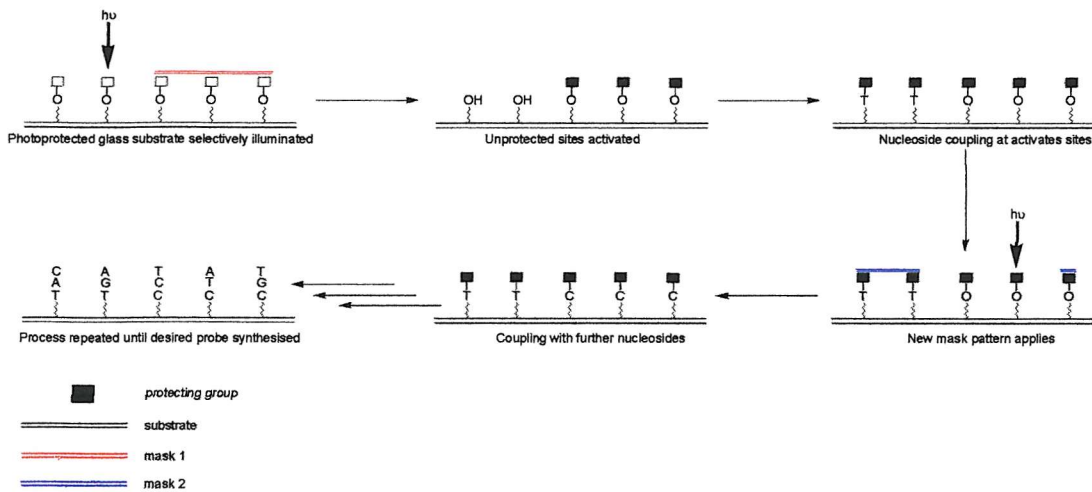 hυ
O O O O O
Photoprotected glass substrate selectively illuminated
OH OH O O O
Unprotected sites activated
T T O O O
Nucleoside coupling at activates sites
hυ
T T O O O
New mask pattern applies
T T C C C
Coupling with further nucleosides
C A T A T
A G C T G
T T C C C
Process repeated until desired probe synthesised
protecting group
substrate
mask 1
mask 2